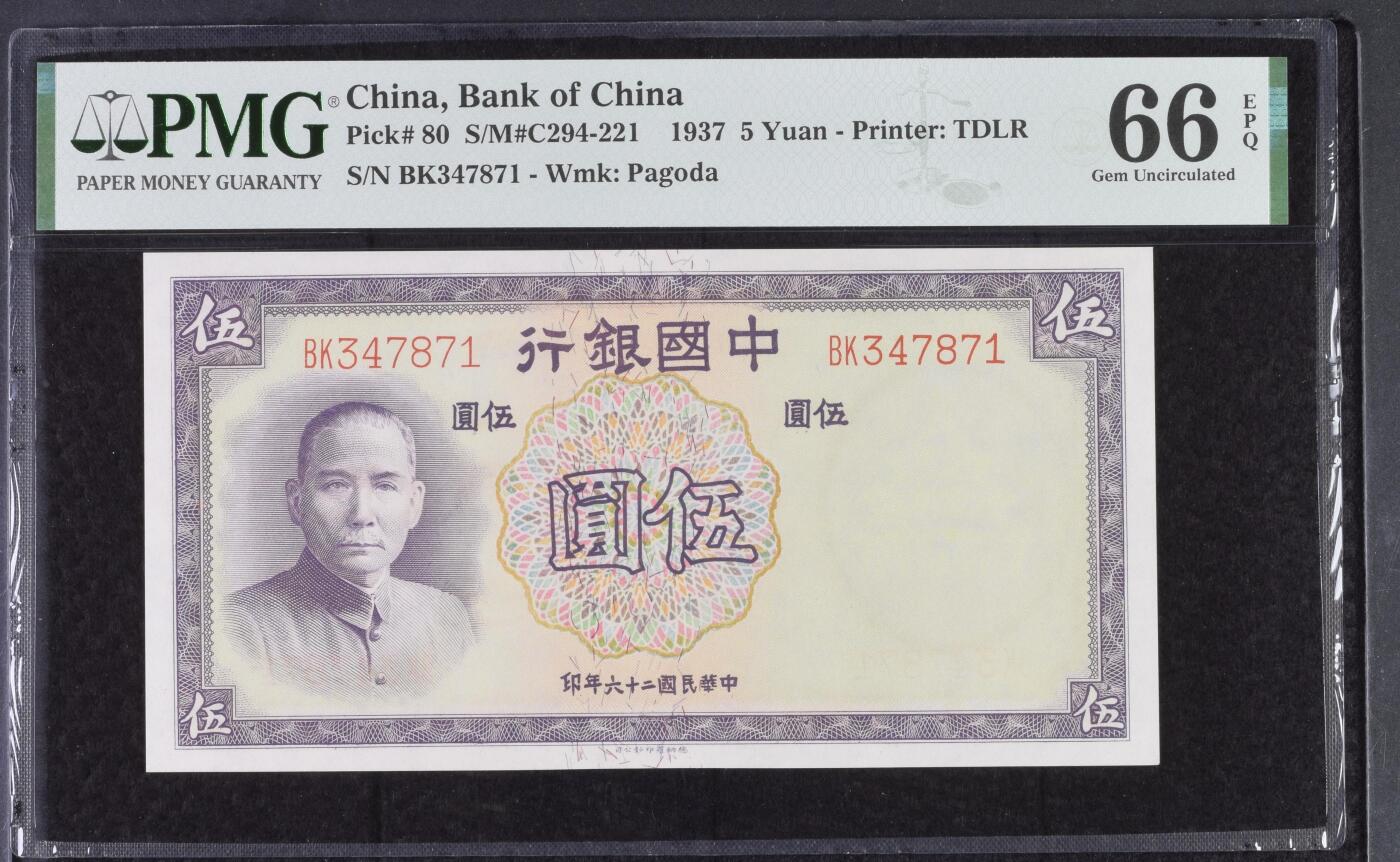 PMG®
PAPER MONEY GUARANTY
China, Bank of China
Pick# 80 S/M#C294-221 1937 5 Yuan - Printer: TDLR
S/N BK347871 - Wmk: Pagoda
66
EPQ
Gem Uncirculated
伍
伍
行銀國中
BK347871
BK347871
圓伍
圓伍
圓伍
印年六十二國民華中
伍
伍